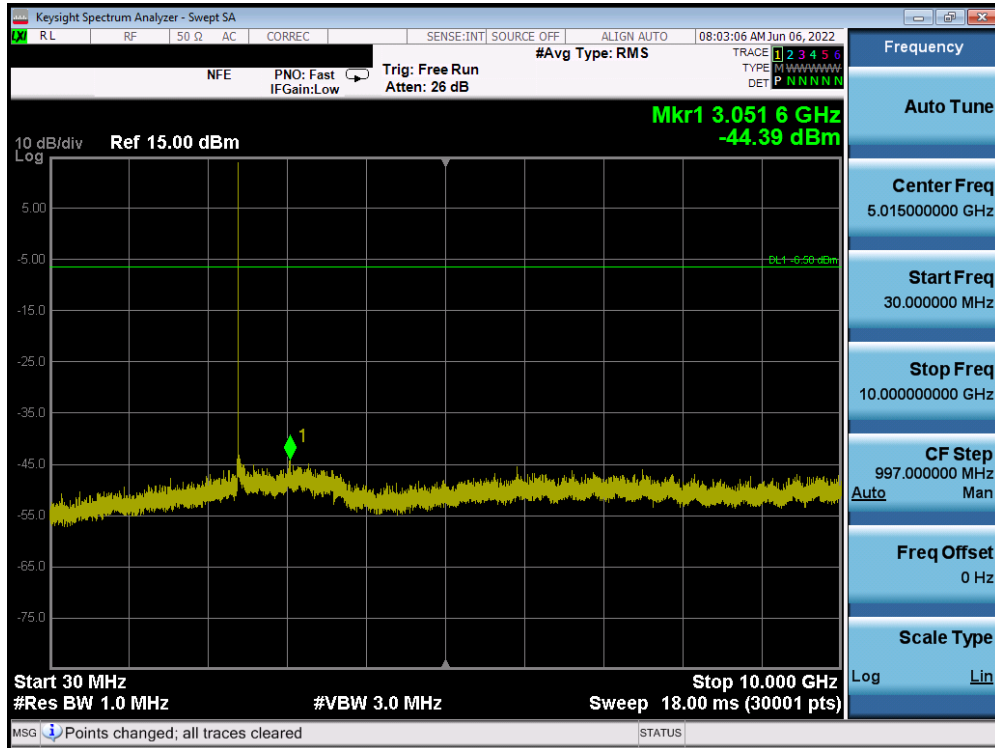 Keysight Spectrum Analyzer - Swept SA
LXI RL RF 50 Ω AC CORREC SENSE:INT SOURCE OFF ALIGN AUTO 08:03:06 AM Jun 06, 2022
#Avg Type: RMS TRACE 1 2 3 4 5 6
NFE PNO: Fast Trig: Free Run TYPE M WWWWW
IFGain:Low Atten: 26 dB DET P N N N N N
Mkr1 3.051 6 GHz
-44.39 dBm
10 dB/div Ref 15.00 dBm
Log
5.00
-5.00
DL1 -6.50 dBm
-15.0
-25.0
-35.0
1
-45.0
-55.0
-65.0
-75.0
Start 30 MHz Stop 10.000 GHz
#Res BW 1.0 MHz #VBW 3.0 MHz Sweep 18.00 ms (30001 pts)
MSG Points changed; all traces cleared STATUS
Frequency
Auto Tune
Center Freq
5.015000000 GHz
Start Freq
30.000000 MHz
Stop Freq
10.000000000 GHz
CF Step
997.000000 MHz
Auto Man
Freq Offset
0 Hz
Scale Type
Log Lin